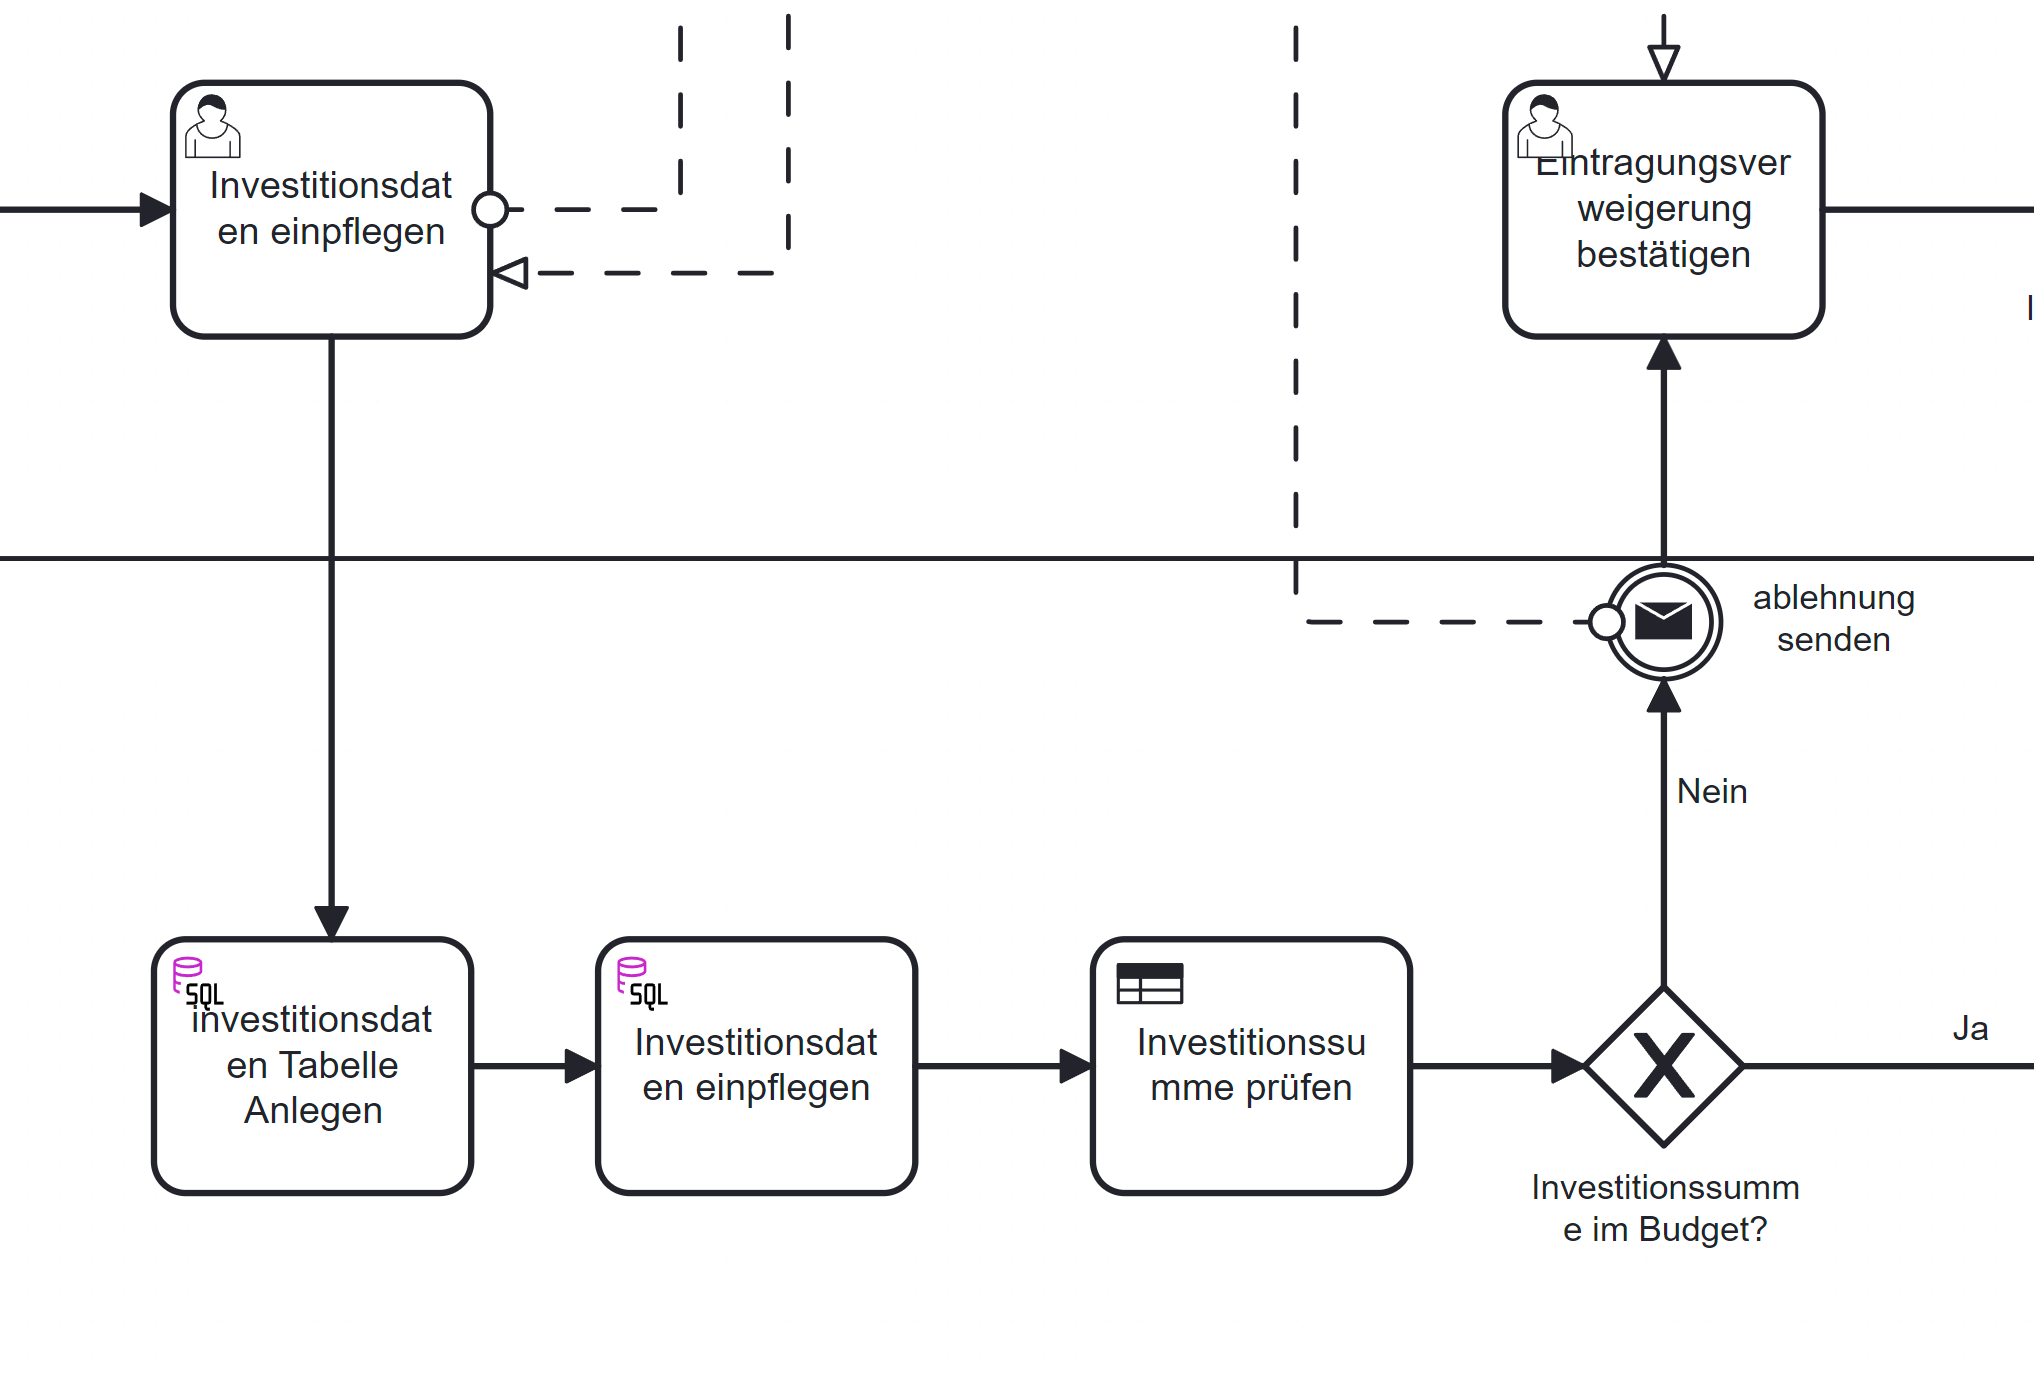 Investitionsdat
en einpflegen
Eintragungsver
weigerung
bestätigen
ablehnung
senden
Nein
SQL
investitionsdat
en Tabelle
Anlegen
SQL
Investitionsdat
en einpflegen
Investitionssu
mme prüfen
X
Ja
Investitionssumm
e im Budget?